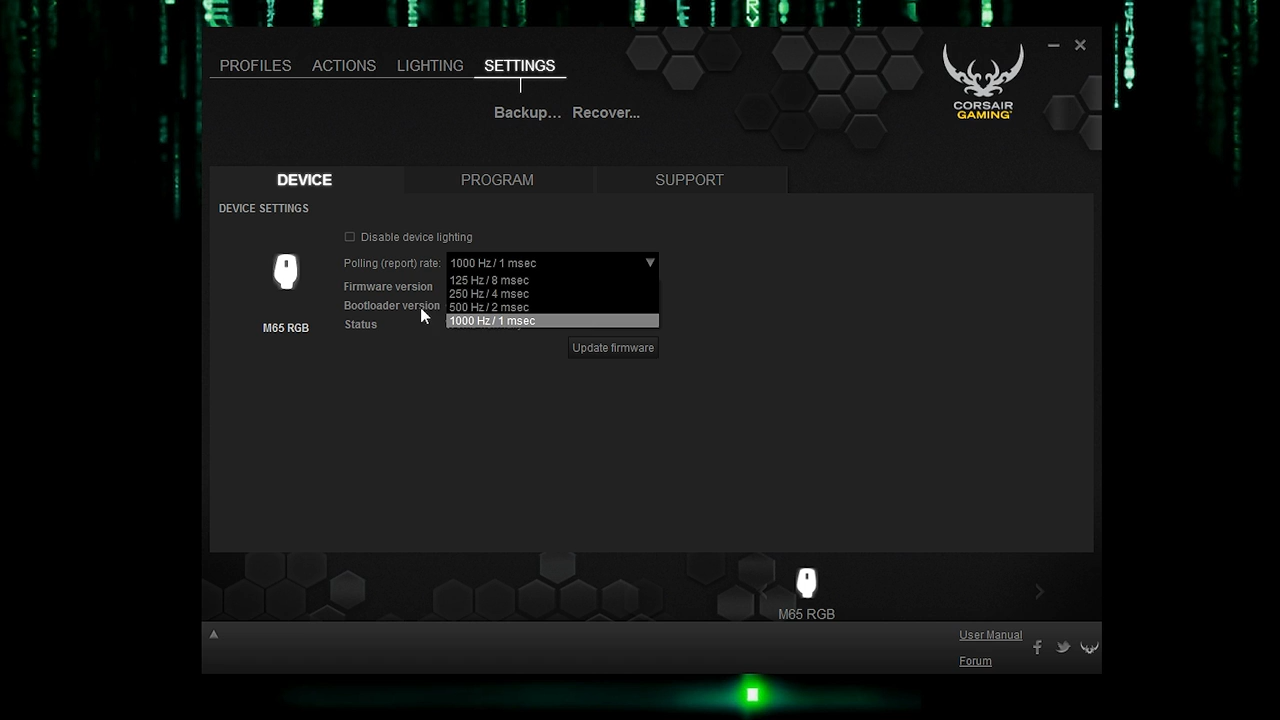 PROFILES ACTIONS LIGHTING SETTINGS
Backup... Recover...
CORSAIR
GAMING
DEVICE PROGRAM SUPPORT
DEVICE SETTINGS
Disable device lighting
Polling (report) rate: 1000 Hz / 1 msec
125 Hz / 8 msec
Firmware version
250 Hz / 4 msec
Bootloader version
500 Hz / 2 msec
Status
1000 Hz / 1 msec
M65 RGB
Update firmware
M65 RGB
User Manual
Forum